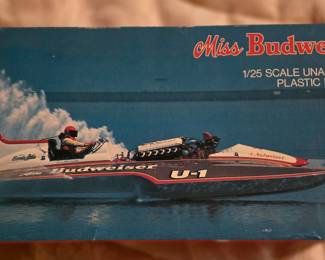 Miss Budwe
1/25 SCALE UNA
PLASTIC
Budweiser
U-1